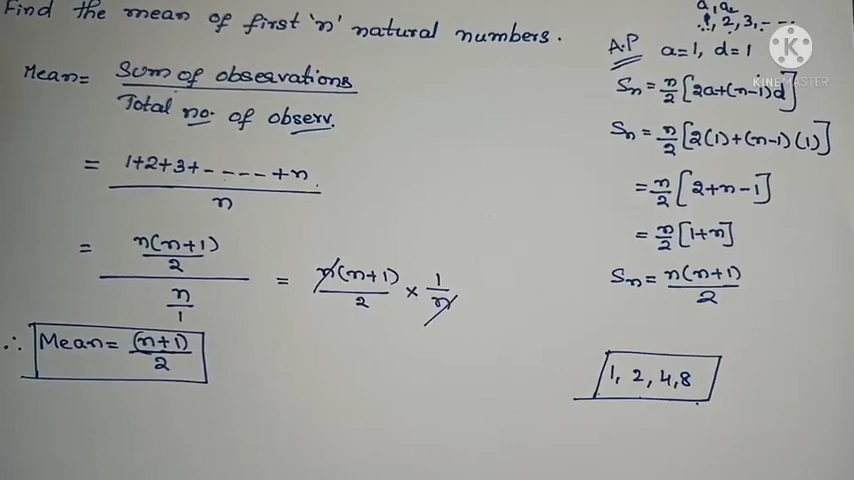 Find the mean of first 'n' natural numbers.
Mean = Sum of observations / Total no. of observ.
= 1+2+3+-----+n / n
= n(n+1)/2 / n/1 = n(n+1)/2 × 1/n
∴ Mean = (n+1)/2
a, a₂
1, 2, 3, -- --
A.P a=1, d=1
Sn = n/2 [2a+(n-1)d]
Sn = n/2 [2(1)+(n-1)(1)]
= n/2 [2+n-1]
= n/2 [1+n]
Sn = n(n+1)/2
1, 2, 4, 8
KINEMASTER